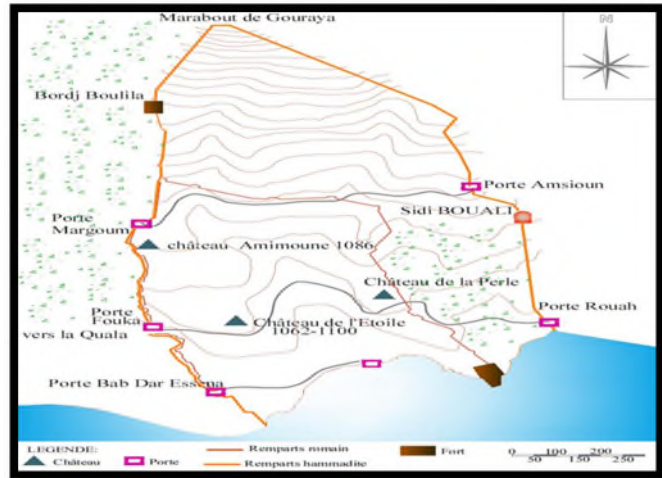 Marabout de Gouraya
N
Bordj Boulila
Porte Amsioun
Sidi BOUALI
Porte
Margoum
château Amimoune 1086
Château de la Perle
Porte
Fouka
vers la Quala
Château de l'Etoile
1062-1100
Porte Rouah
Porte Bab Dar Essena
LEGENDE:
Remparts romain
Fort
0 100 200
50 150 250
Château
Porte
Remparts hammadite